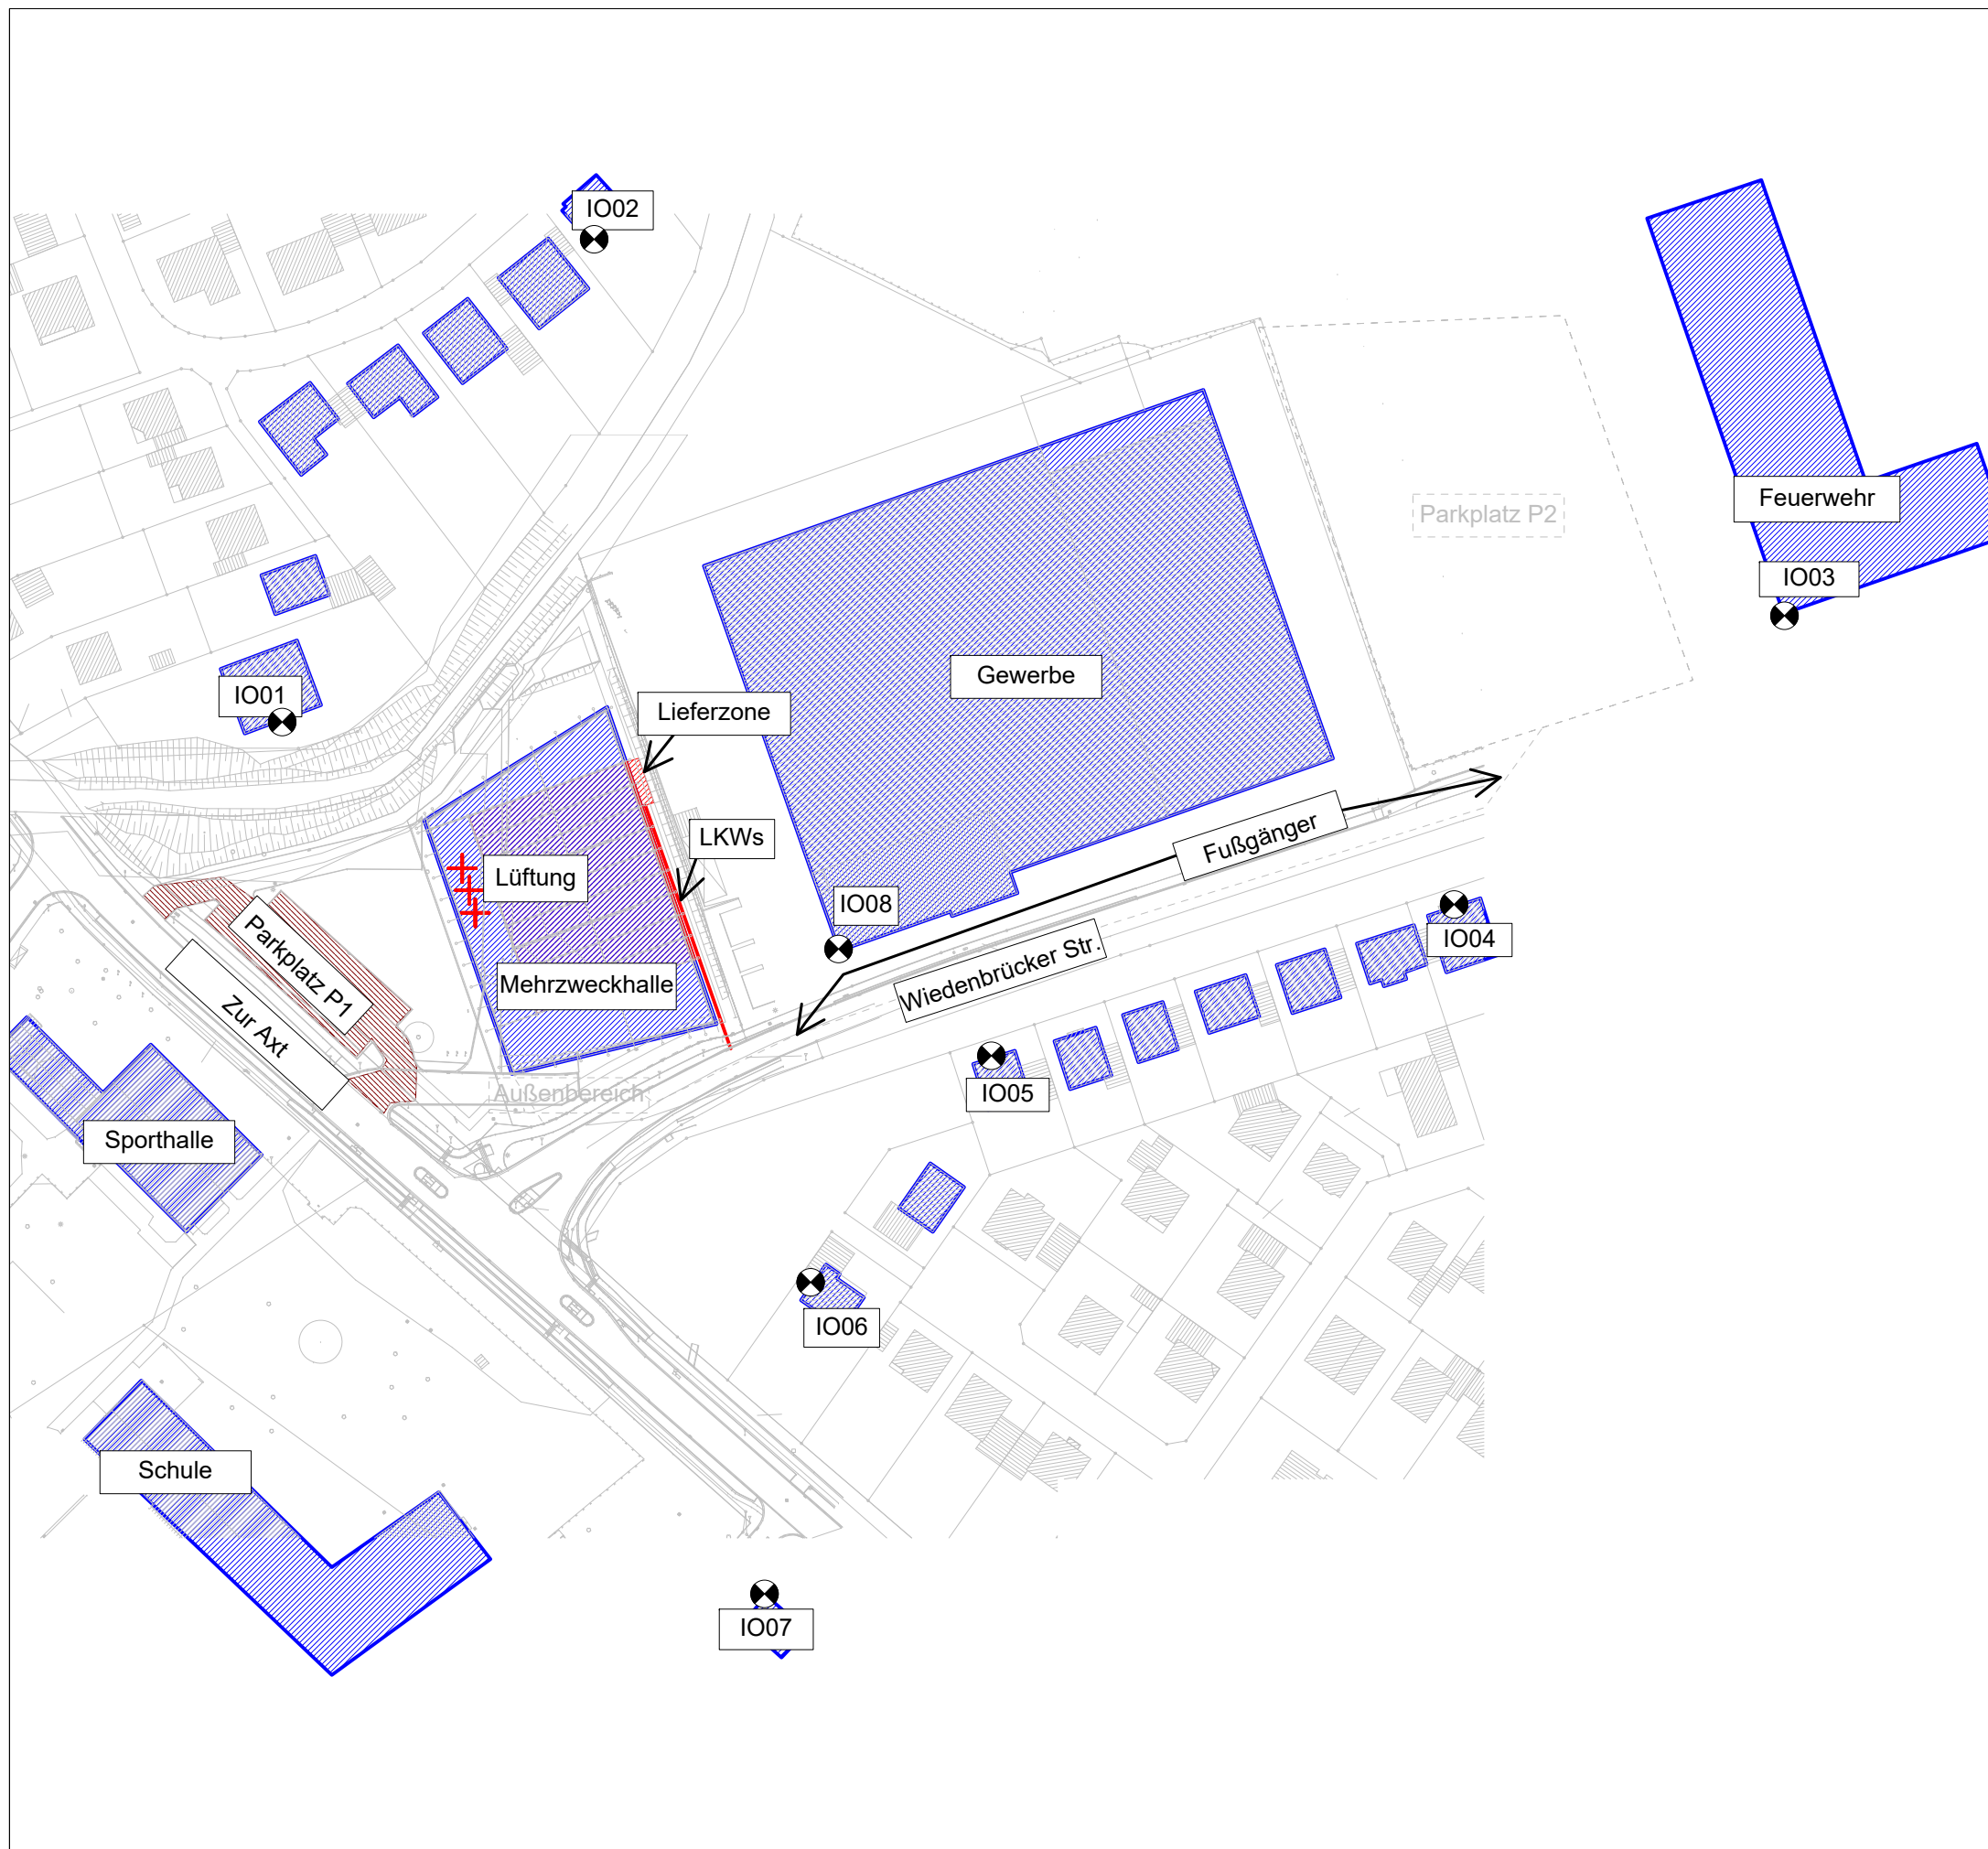 IO02
Feuerwehr
Parkplatz P2
IO03
Gewerbe
IO01
Lieferzone
LKWs
Fußgänger
Lüftung
IO08
IO04
Parkplatz P1
Wiedenbrücker Str.
Mehrzweckhalle
Zur Axt
IO05
Außenbereich
Sporthalle
IO06
Schule
IO07